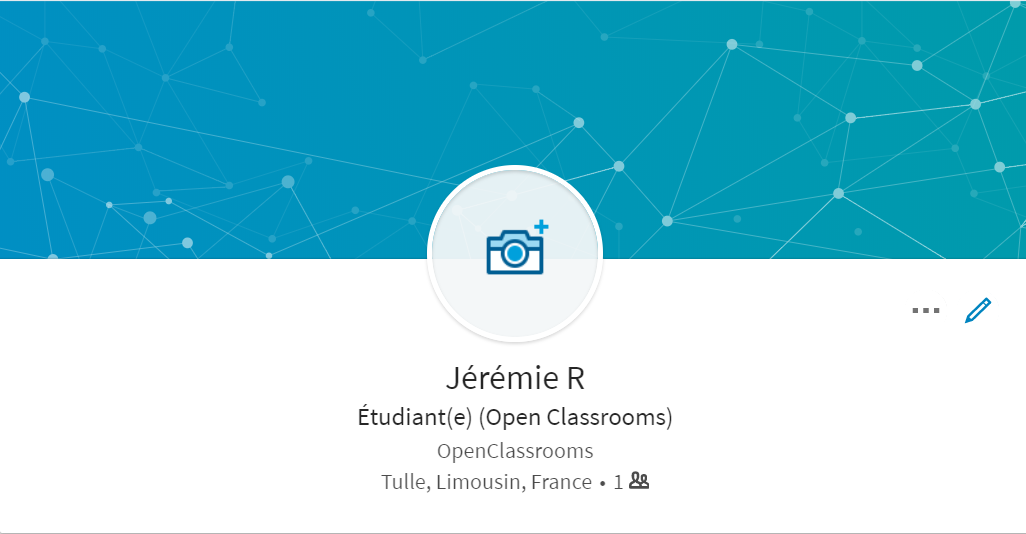 Jérémie R
Étudiant(e) (Open Classrooms)
OpenClassrooms
Tulle, Limousin, France • 1